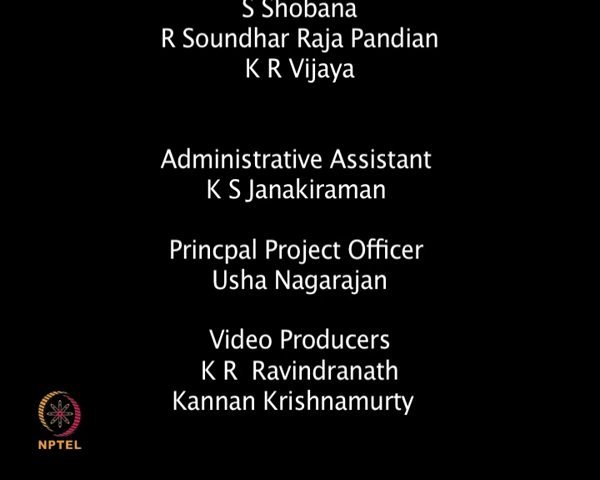 S Shobana
R Soundhar Raja Pandian
K R Vijaya
Administrative Assistant
K S Janakiraman
Princpal Project Officer
Usha Nagarajan
Video Producers
K R  Ravindranath
Kannan Krishnamurty
NPTEL